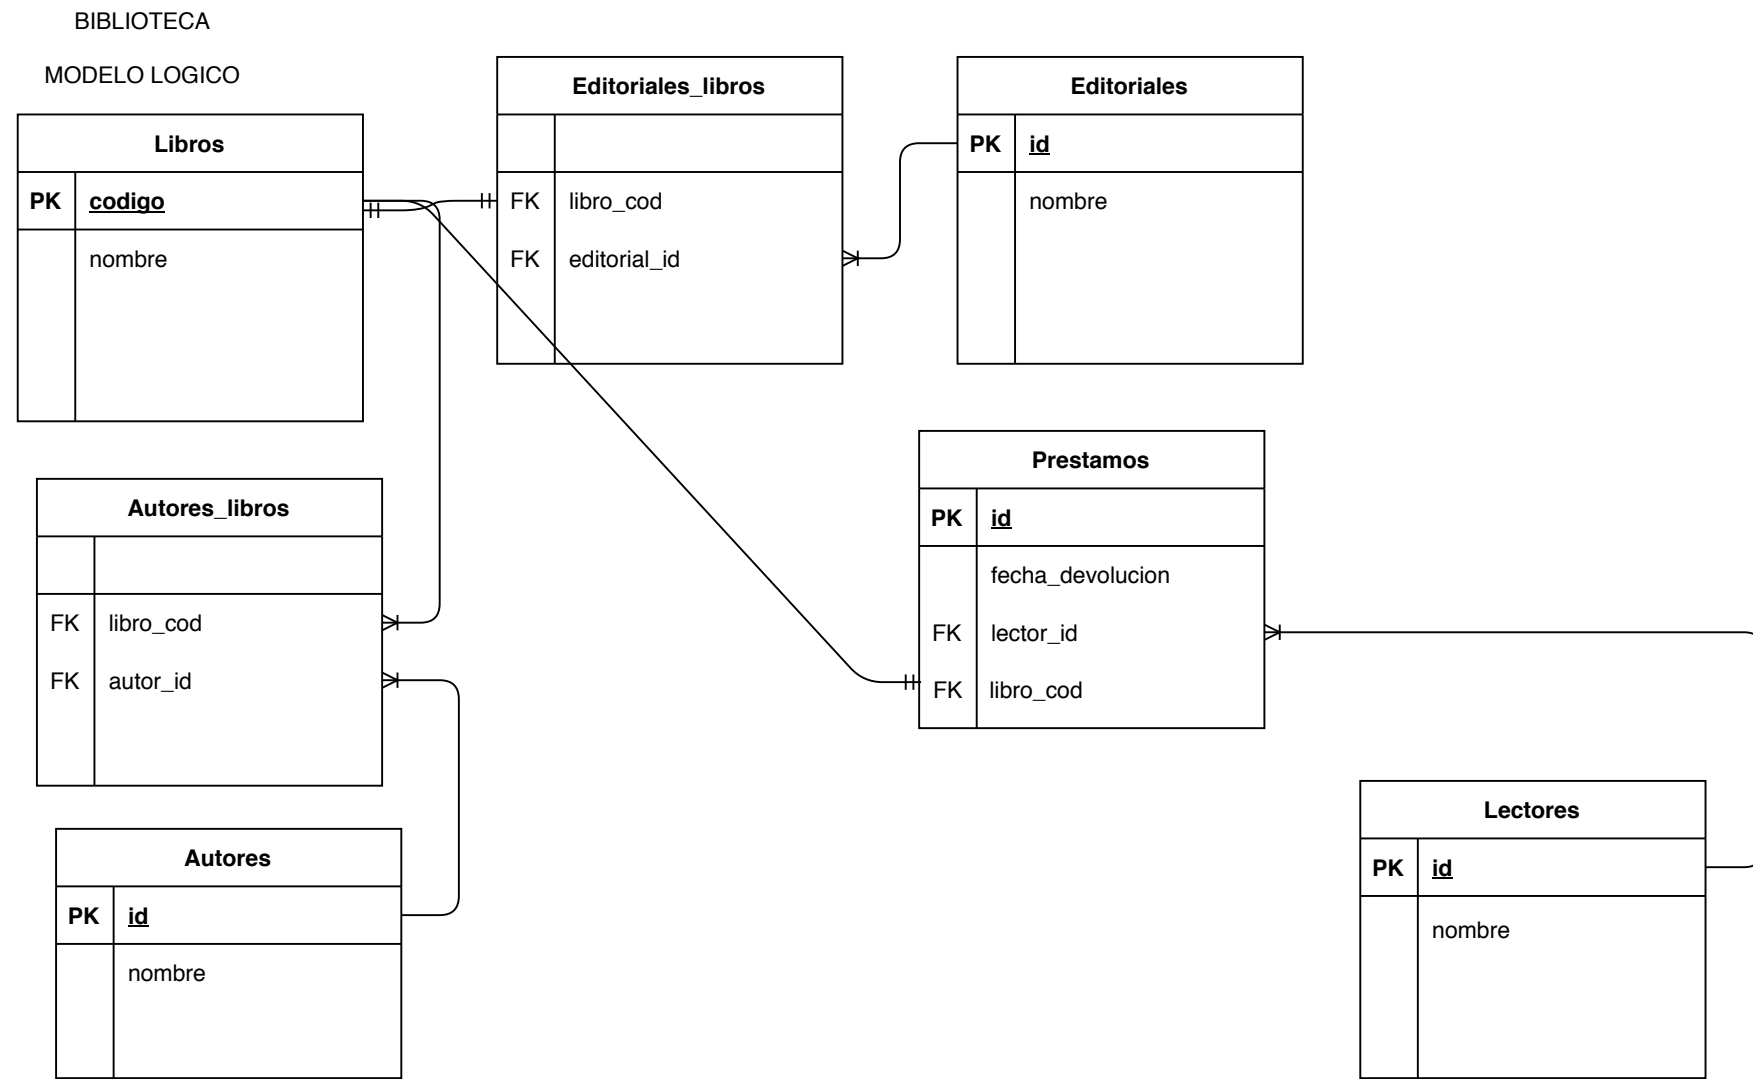 BIBLIOTECA
MODELO LOGICO
Libros
PK codigo
nombre
Editoriales_libros
FK libro_cod
FK editorial_id
Editoriales
PK id
nombre
Autores_libros
FK libro_cod
FK autor_id
Prestamos
PK id
fecha_devolucion
FK lector_id
FK libro_cod
Autores
PK id
nombre
Lectores
PK id
nombre